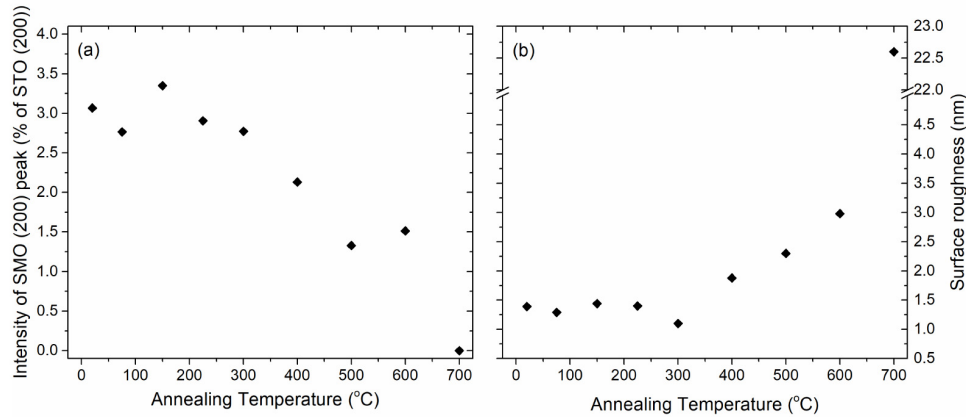 Intensity of SMO (200) peak (% of STO (200))
(a)
4.0
3.5
3.0
2.5
2.0
1.5
1.0
0.5
0.0
0 100 200 300 400 500 600 700
Annealing Temperature (°C)
(b)
23.0
22.5
22.0
4.5
4.0
3.5
3.0
2.5
2.0
1.5
1.0
0.5
Surface roughness (nm)
0 100 200 300 400 500 600 700
Annealing Temperature (°C)